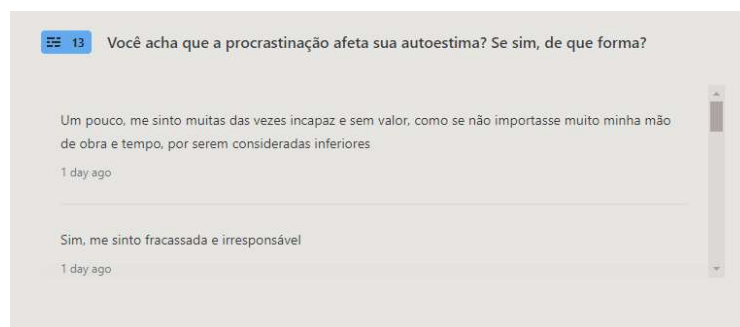 13 Você acha que a procrastinação afeta sua autoestima? Se sim, de que forma?
Um pouco, me sinto muitas das vezes incapaz e sem valor, como se não importasse muito minha mão
de obra e tempo, por serem consideradas inferiores
1 day ago
Sim, me sinto fracassada e irresponsável
1 day ago